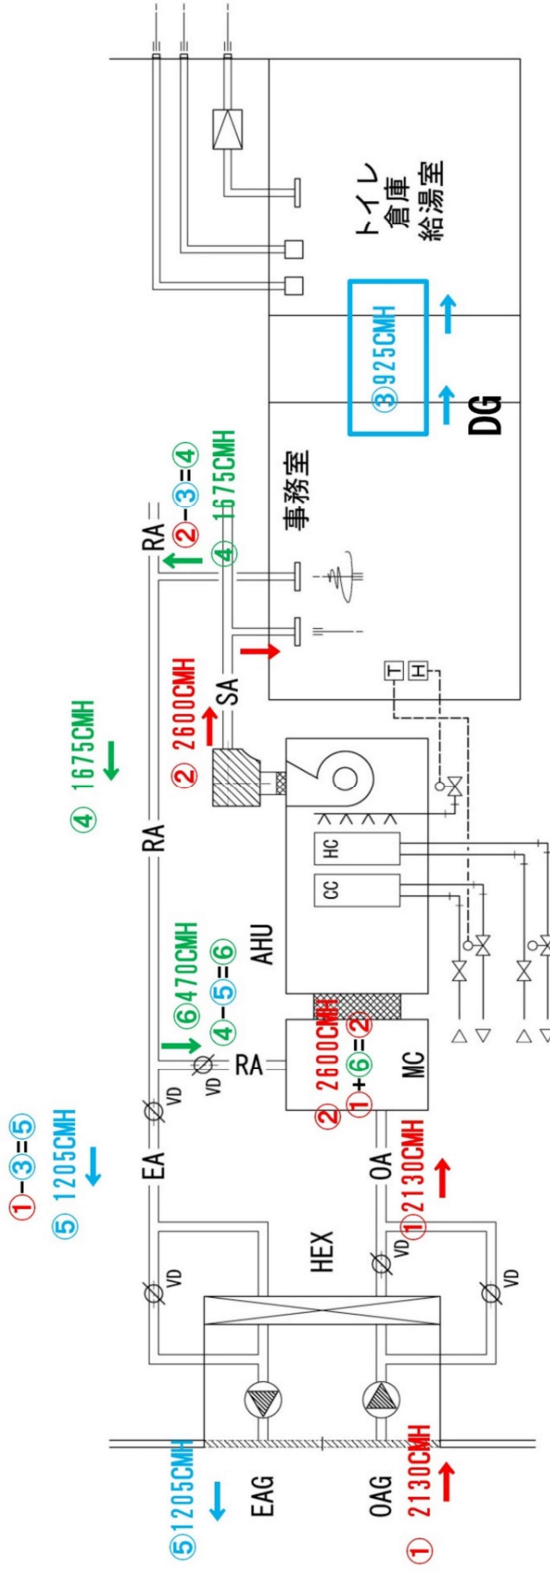 ①-③=⑤
⑤ 1205CMH
④ 1675CMH
⑤1205CMH
EA
VD
VD
RA
RA
②-③=④
④ 1675CMH
⑥470CMH
④-⑤=⑥
VD
RA
② 2600CMH
SA
EAG
HEX
AHU
事務室
③925CMH
DG
トイレ
倉庫
給湯室
② 2600CMH
①+⑥=②
MC
CC
HC
T
H
OAG
OA
VD
①2130CMH
VD
① 2130CMH